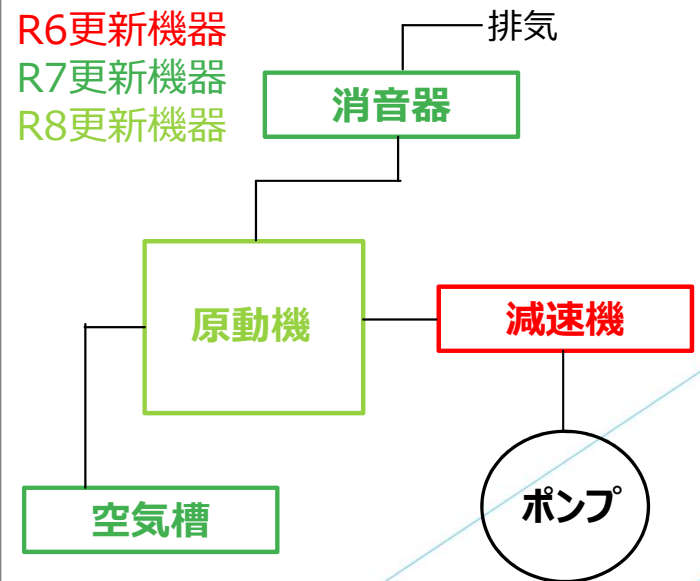 R6更新機器
R7更新機器
R8更新機器
排気
消音器
原動機
減速機
空気槽
ポンプ